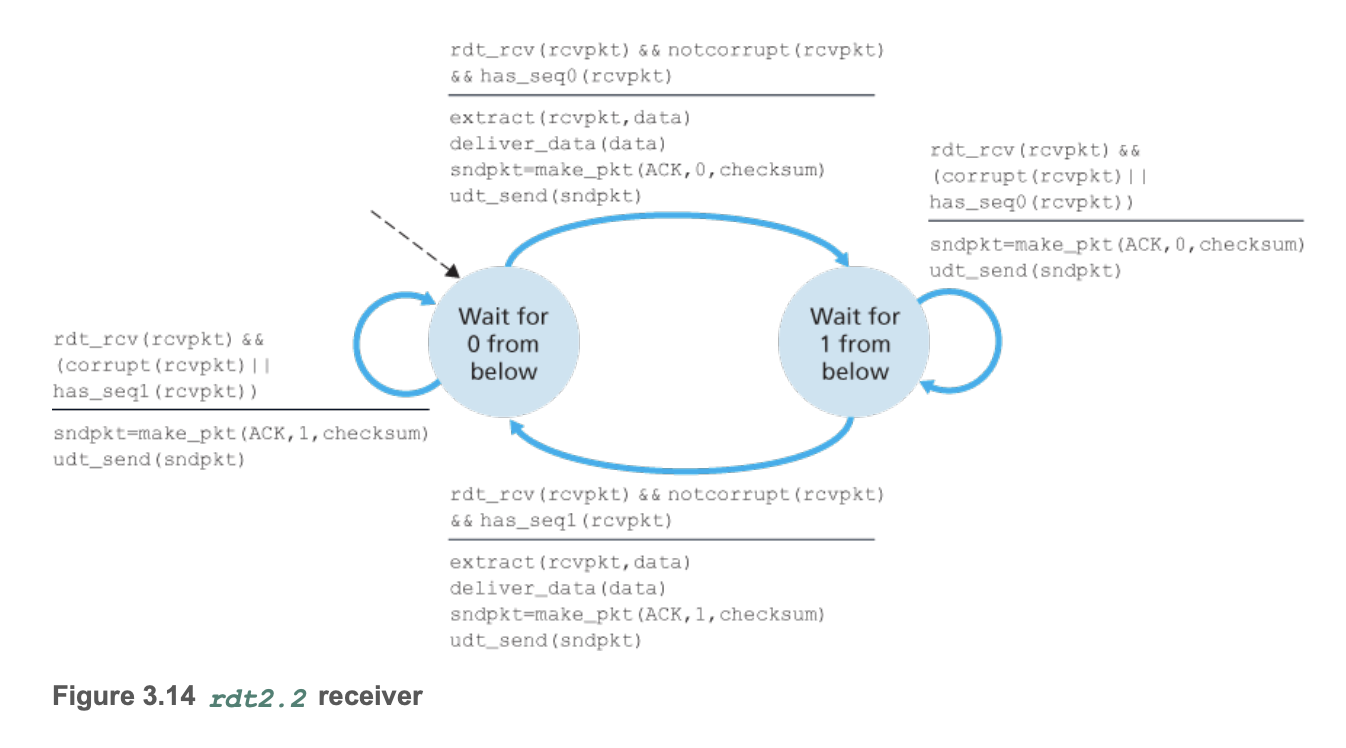 rdt_rcv(rcvpkt) && notcorrupt(rcvpkt)
&& has_seq0(rcvpkt)
extract(rcvpkt,data)
deliver_data(data)
sndpkt=make_pkt(ACK,0,checksum)
udt_send(sndpkt)
rdt_rcv(rcvpkt) &&
(corrupt(rcvpkt)||
has_seq0(rcvpkt))
sndpkt=make_pkt(ACK,0,checksum)
udt_send(sndpkt)
Wait for
0 from
below
Wait for
1 from
below
rdt_rcv(rcvpkt) &&
(corrupt(rcvpkt)||
has_seq1(rcvpkt))
sndpkt=make_pkt(ACK,1,checksum)
udt_send(sndpkt)
rdt_rcv(rcvpkt) && notcorrupt(rcvpkt)
&& has_seq1(rcvpkt)
extract(rcvpkt,data)
deliver_data(data)
sndpkt=make_pkt(ACK,1,checksum)
udt_send(sndpkt)
Figure 3.14 rdt2.2 receiver